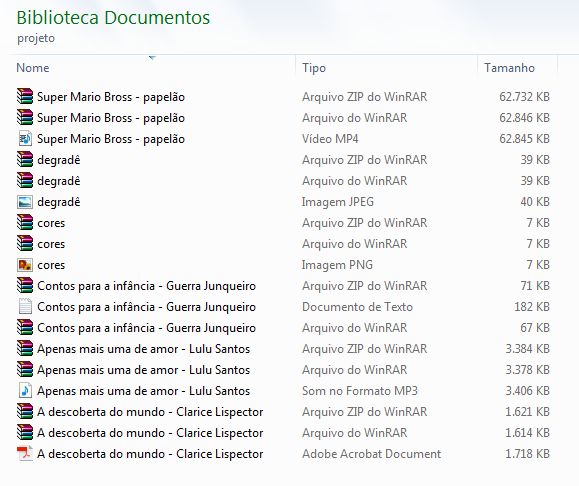 Biblioteca Documentos
projeto
Nome Tipo Tamanho
Super Mario Bross - papelão Arquivo ZIP do WinRAR 62.732 KB
Super Mario Bross - papelão Arquivo do WinRAR 62.846 KB
Super Mario Bross - papelão Vídeo MP4 62.845 KB
degradê Arquivo ZIP do WinRAR 39 KB
degradê Arquivo do WinRAR 39 KB
degradê Imagem JPEG 40 KB
cores Arquivo ZIP do WinRAR 7 KB
cores Arquivo do WinRAR 7 KB
cores Imagem PNG 7 KB
Contos para a infância - Guerra Junqueiro Arquivo ZIP do WinRAR 71 KB
Contos para a infância - Guerra Junqueiro Documento de Texto 182 KB
Contos para a infância - Guerra Junqueiro Arquivo do WinRAR 67 KB
Apenas mais uma de amor - Lulu Santos Arquivo ZIP do WinRAR 3.384 KB
Apenas mais uma de amor - Lulu Santos Arquivo do WinRAR 3.378 KB
Apenas mais uma de amor - Lulu Santos Som no Formato MP3 3.406 KB
A descoberta do mundo - Clarice Lispector Arquivo ZIP do WinRAR 1.621 KB
A descoberta do mundo - Clarice Lispector Arquivo do WinRAR 1.614 KB
A descoberta do mundo - Clarice Lispector Adobe Acrobat Document 1.718 KB